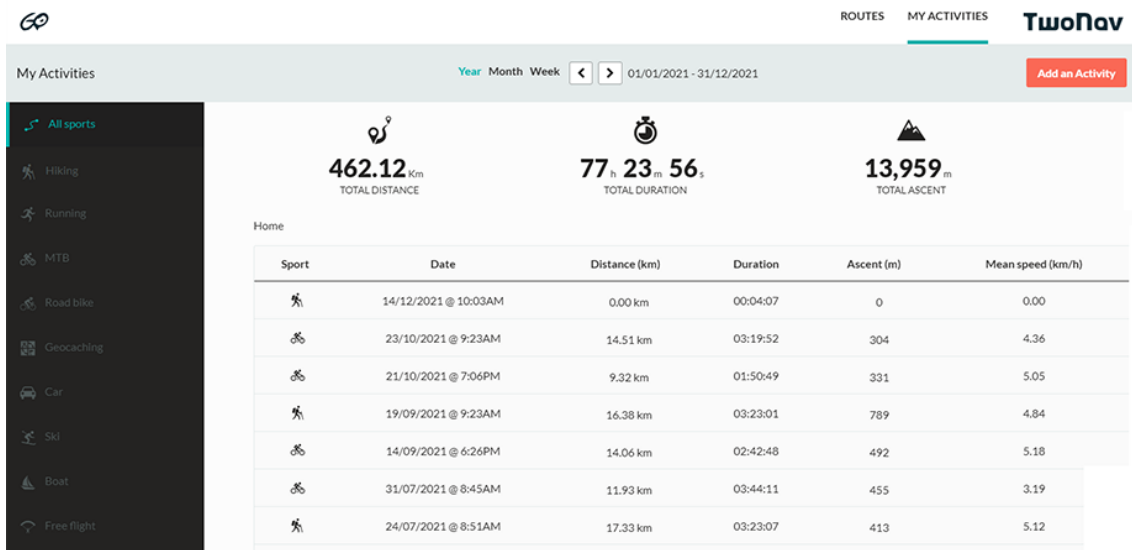 GO
ROUTES MY ACTIVITIES TwoNav
My Activities Year Month Week 01/01/2021 - 31/12/2021 Add an Activity
All sports
Hiking
Running
MTB
Road bike
Geocaching
Car
Ski
Boat
Free flight
462.12 Km 77 h 23 m 56 s 13,959 m
TOTAL DISTANCE TOTAL DURATION TOTAL ASCENT
Home
Sport Date Distance (km) Duration Ascent (m) Mean speed (km/h)
14/12/2021 @ 10:03AM 0.00 km 00:04:07 0 0.00
23/10/2021 @ 9:23AM 14.51 km 03:19:52 304 4.36
21/10/2021 @ 7:06PM 9.32 km 01:50:49 331 5.05
19/09/2021 @ 9:23AM 16.38 km 03:23:01 789 4.84
14/09/2021 @ 6:26PM 14.06 km 02:42:48 492 5.18
31/07/2021 @ 8:45AM 11.93 km 03:44:11 455 3.19
24/07/2021 @ 8:51AM 17.33 km 03:23:07 413 5.12